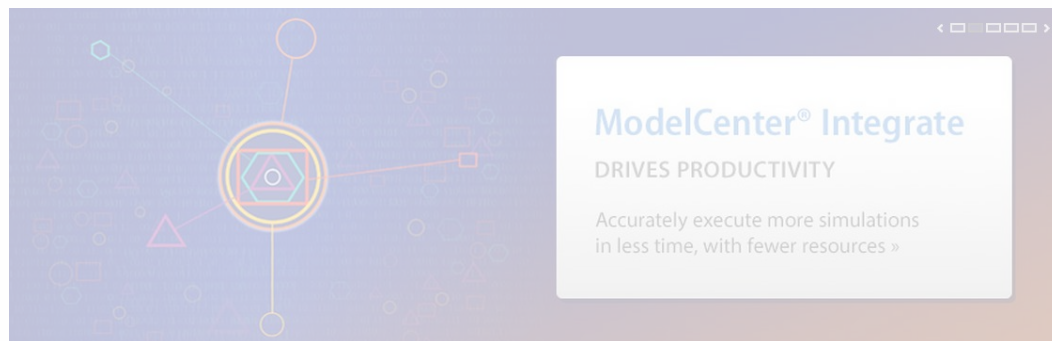 ModelCenter® Integrate
DRIVES PRODUCTIVITY
Accurately execute more simulations
in less time, with fewer resources »